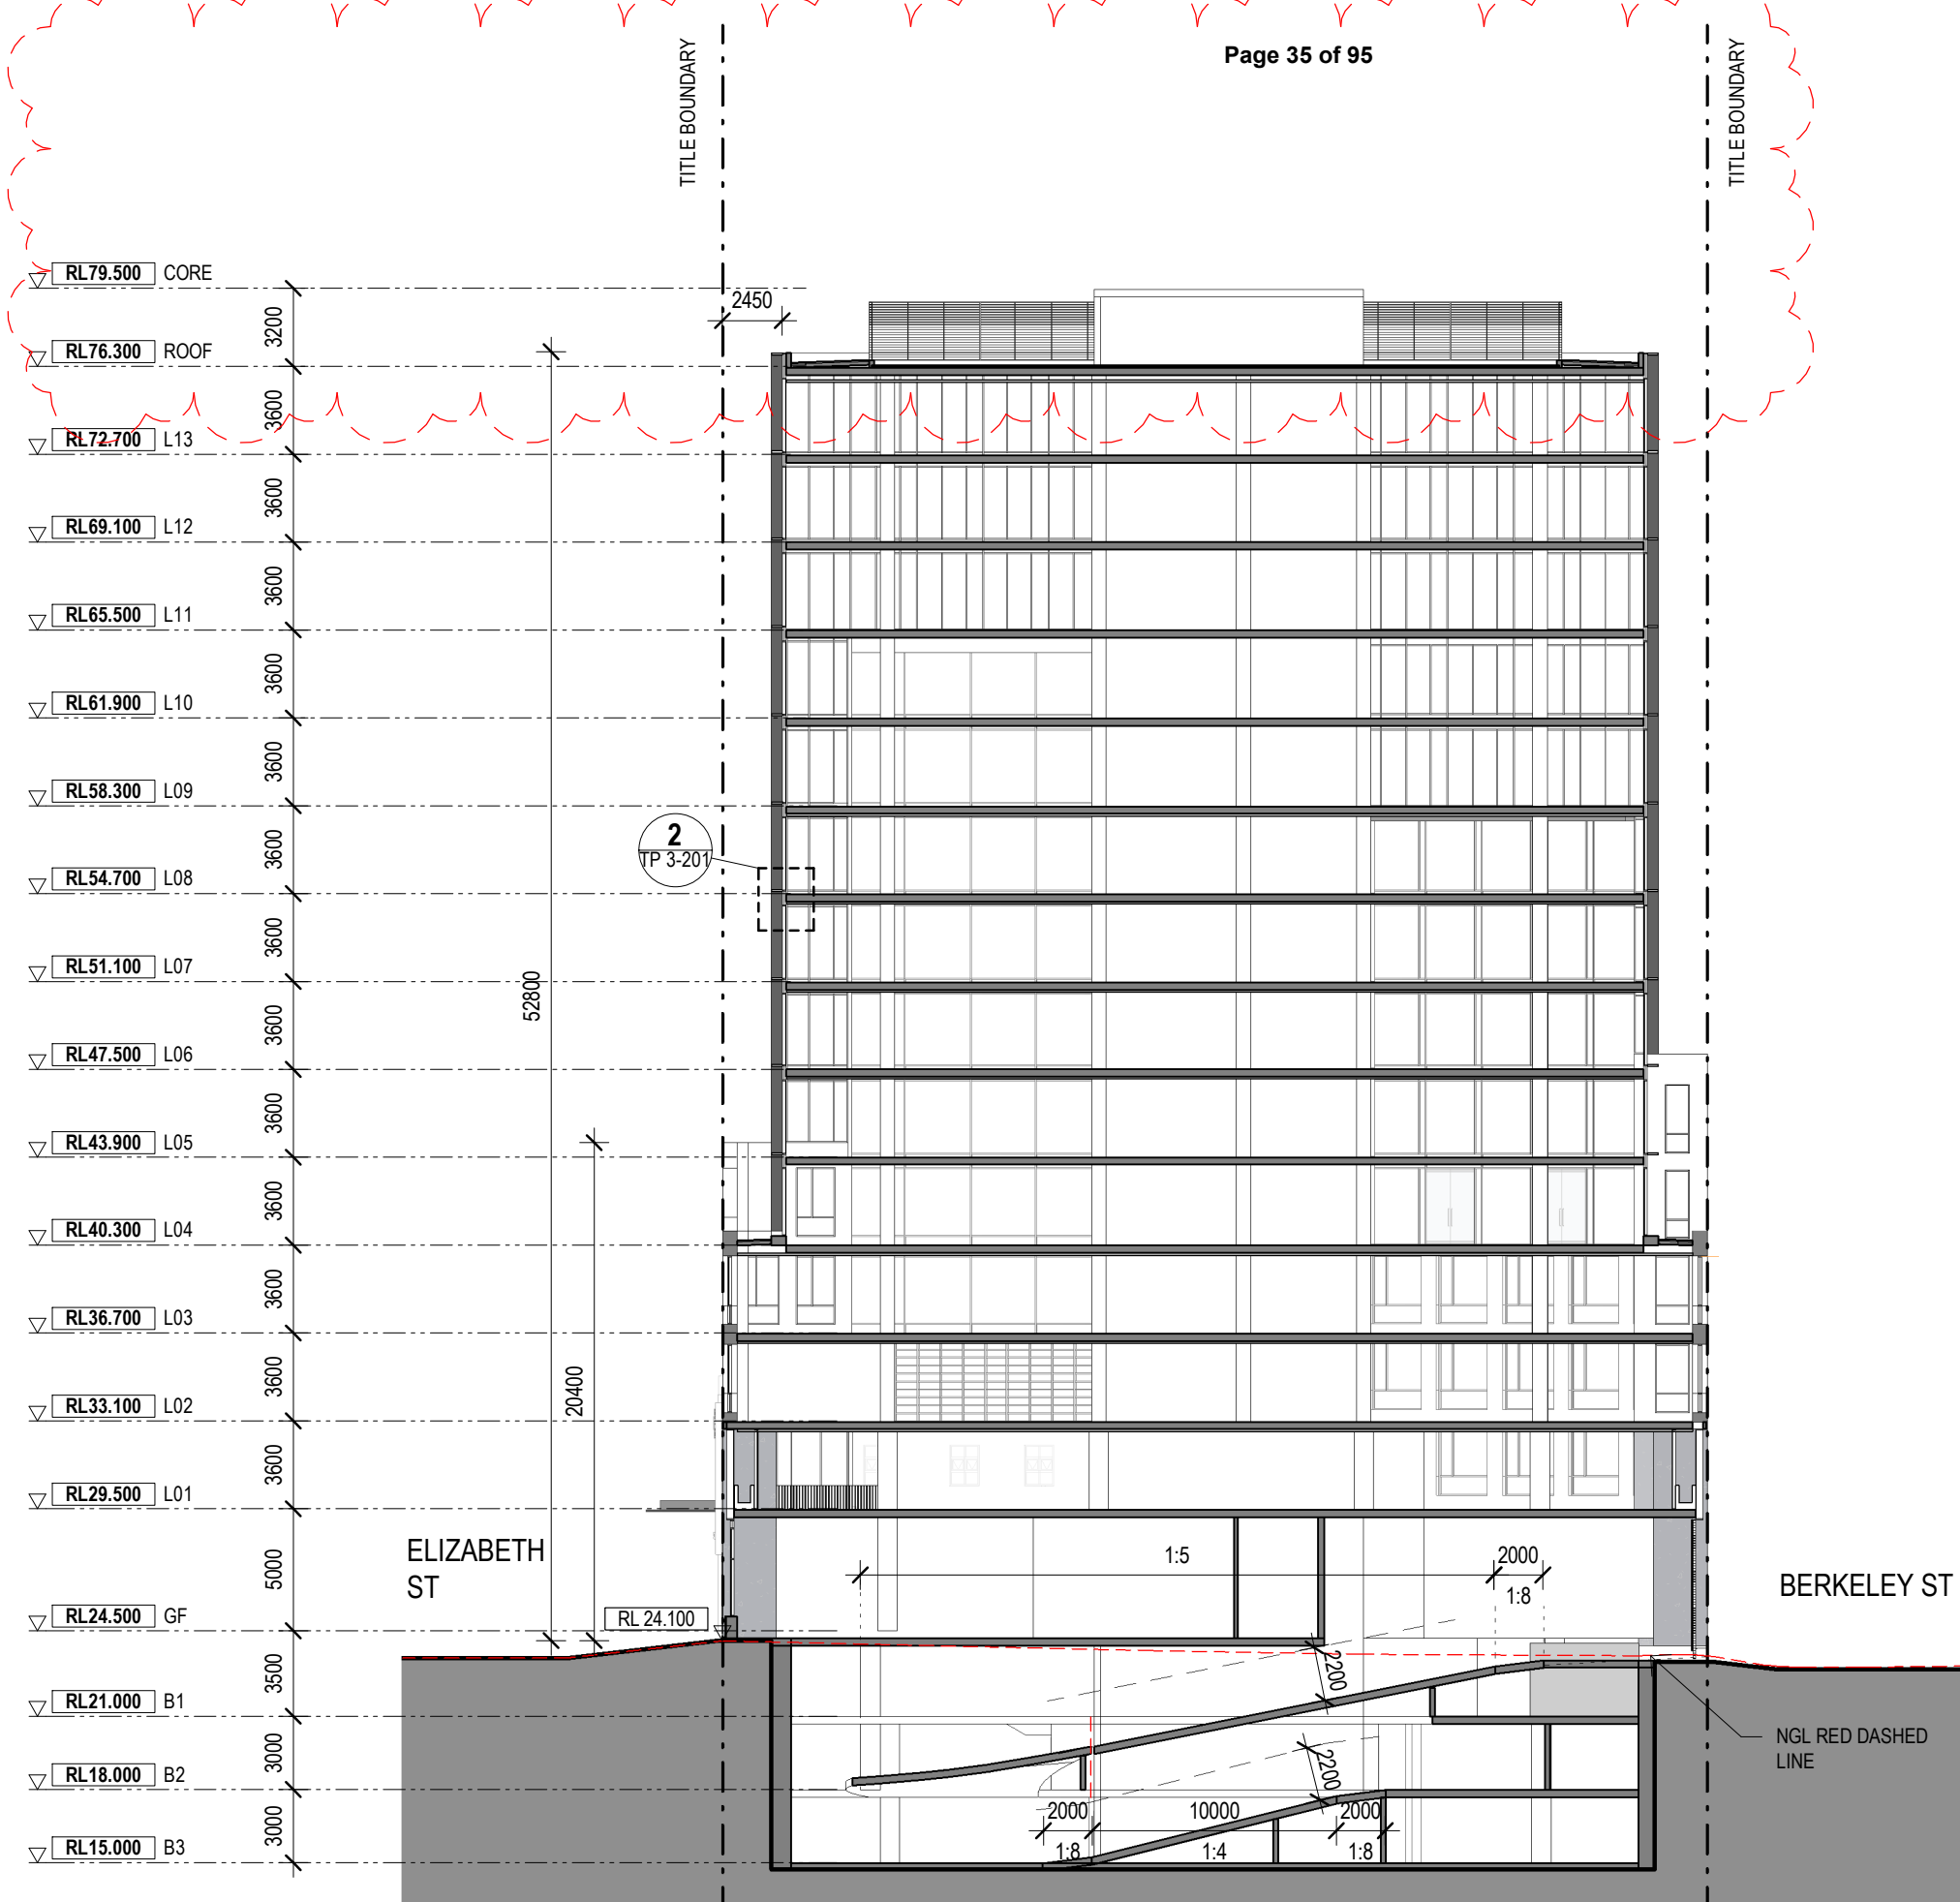 Page 35 of 95
TITLE BOUNDARY
TITLE BOUNDARY
RL79.500 CORE
3200
2450
RL76.300 ROOF
3600
RL72.700 L13
3600
RL69.100 L12
3600
RL65.500 L11
3600
RL61.900 L10
3600
RL58.300 L09
3600
2
TP 3-201
RL54.700 L08
3600
RL51.100 L07
52800
3600
RL47.500 L06
3600
RL43.900 L05
3600
RL40.300 L04
3600
RL36.700 L03
3600
20400
RL33.100 L02
3600
RL29.500 L01
ELIZABETH
ST
5000
1:5
2000
1:8
BERKELEY ST
RL24.500 GF
RL 24.100
3500
2200
RL21.000 B1
NGL RED DASHED
LINE
3000
2200
RL18.000 B2
2000
10000
2000
3000
1:8
1:4
1:8
RL15.000 B3